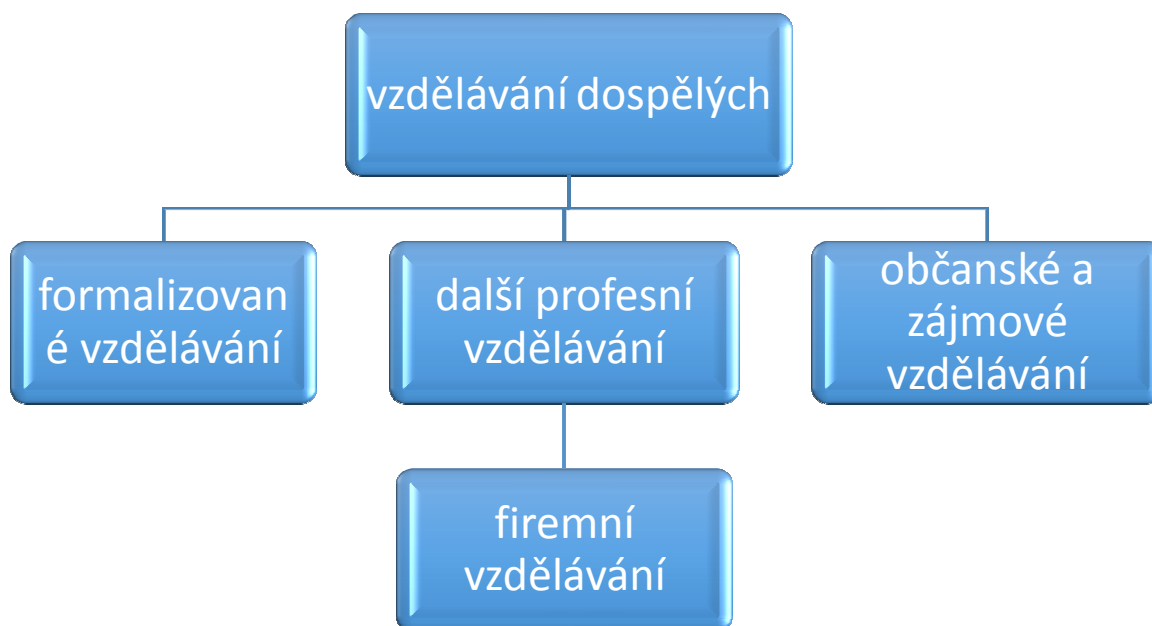 vzdělávání dospělých
formalizovan
é vzdělávání
další profesní
vzdělávání
občanské a
zájmové
vzdělávání
firemní
vzdělávání